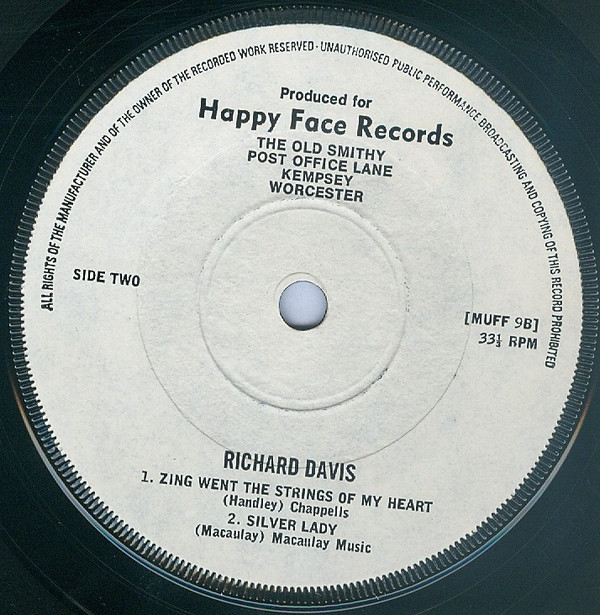 ALL RIGHTS OF THE MANUFACTURER AND OF THE OWNER OF THE RECORDED WORK RESERVED · UNAUTHORISED PUBLIC PERFORMANCE BROADCASTING AND COPYING OF THIS RECORD PROHIBITED
Produced for
Happy Face Records
THE OLD SMITHY
POST OFFICE LANE
KEMPSEY
WORCESTER
SIDE TWO
[MUFF 9B]
33⅓ RPM
RICHARD DAVIS
1. ZING WENT THE STRINGS OF MY HEART
(Handley) Chappells
2. SILVER LADY
(Macaulay) Macaulay Music